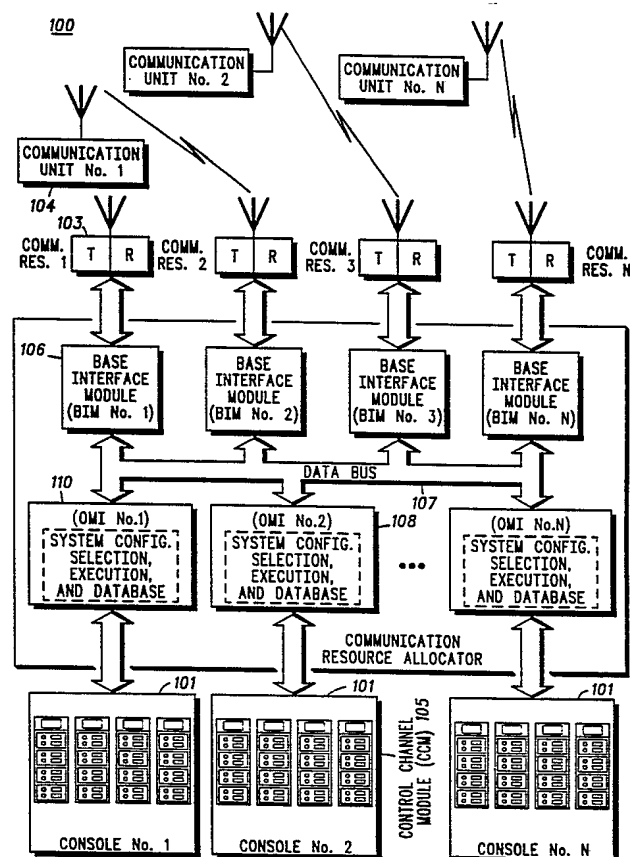 100
COMMUNICATION
UNIT No. 2
COMMUNICATION
UNIT No. N
COMMUNICATION
UNIT No. 1
104
103
COMM.
RES. 1
T R
COMM.
RES. 2
T R
COMM.
RES. 3
T R
COMM.
RES. N
T R
106
BASE
INTERFACE
MODULE
(BIM No. 1)
BASE
INTERFACE
MODULE
(BIM No. 2)
BASE
INTERFACE
MODULE
(BIM No. 3)
BASE
INTERFACE
MODULE
(BIM No. N)
DATA BUS
107
110
(OMI No.1)
SYSTEM CONFIG.
SELECTION,
EXECUTION,
AND DATABASE
108
(OMI No.2)
SYSTEM CONFIG.
SELECTION,
EXECUTION,
AND DATABASE
•••
(OMI No.N)
SYSTEM CONFIG.
SELECTION,
EXECUTION,
AND DATABASE
COMMUNICATION
RESOURCE ALLOCATOR
101
CONSOLE No. 1
101
CONSOLE No. 2
CONTROL CHANNEL
MODULE (CCM) 105
101
CONSOLE No. N